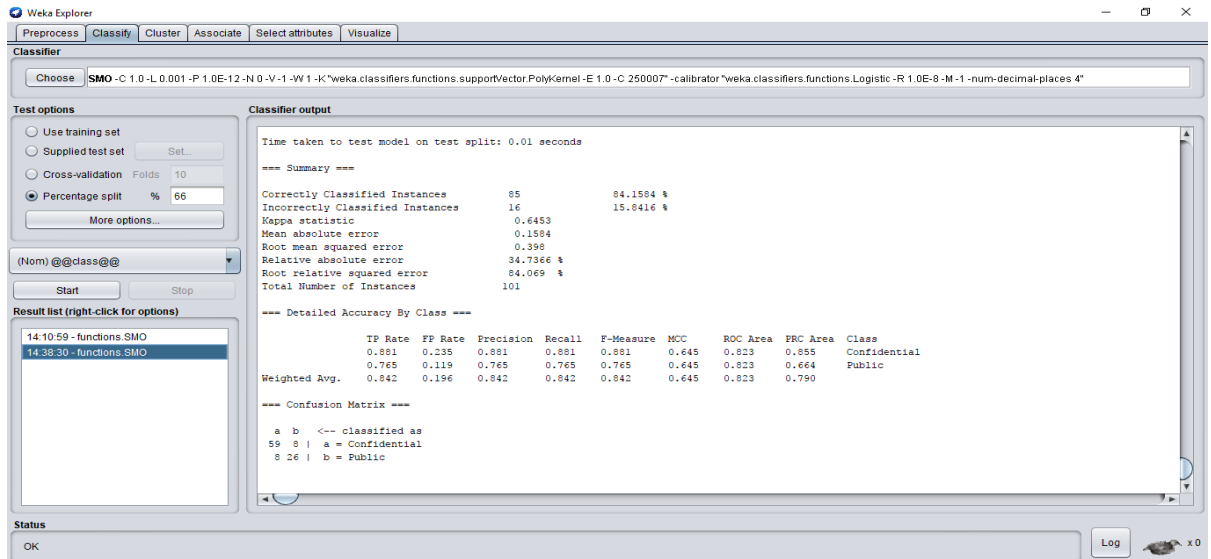 Weka Explorer
Preprocess Classify Cluster Associate Select attributes Visualize
Classifier
Choose SMO -C 1.0 -L 0.001 -P 1.0E-12 -N 0 -V -1 -W 1 -K "weka.classifiers.functions.supportVector.PolyKernel -E 1.0 -C 250007" -calibrator "weka.classifiers.functions.Logistic -R 1.0E-8 -M -1 -num-decimal-places 4"
Test options
Use training set
Supplied test set Set...
Cross-validation Folds 10
Percentage split % 66
More options...
(Nom) @@class@@
Start Stop
Result list (right-click for options)
14:10:59 - functions.SMO
14:38:30 - functions.SMO
Classifier output
Time taken to test model on test split: 0.01 seconds
=== Summary ===
Correctly Classified Instances 85 84.1584 %
Incorrectly Classified Instances 16 15.8416 %
Kappa statistic 0.6453
Mean absolute error 0.1584
Root mean squared error 0.398
Relative absolute error 34.7366 %
Root relative squared error 84.069 %
Total Number of Instances 101
=== Detailed Accuracy By Class ===
TP Rate FP Rate Precision Recall F-Measure MCC ROC Area PRC Area Class
0.881 0.235 0.881 0.881 0.881 0.645 0.823 0.855 Confidential
0.765 0.119 0.765 0.765 0.765 0.645 0.823 0.664 Public
Weighted Avg. 0.842 0.196 0.842 0.842 0.842 0.645 0.823 0.790
=== Confusion Matrix ===
a b <-- classified as
59 8 | a = Confidential
8 26 | b = Public
Status
OK
Log x 0